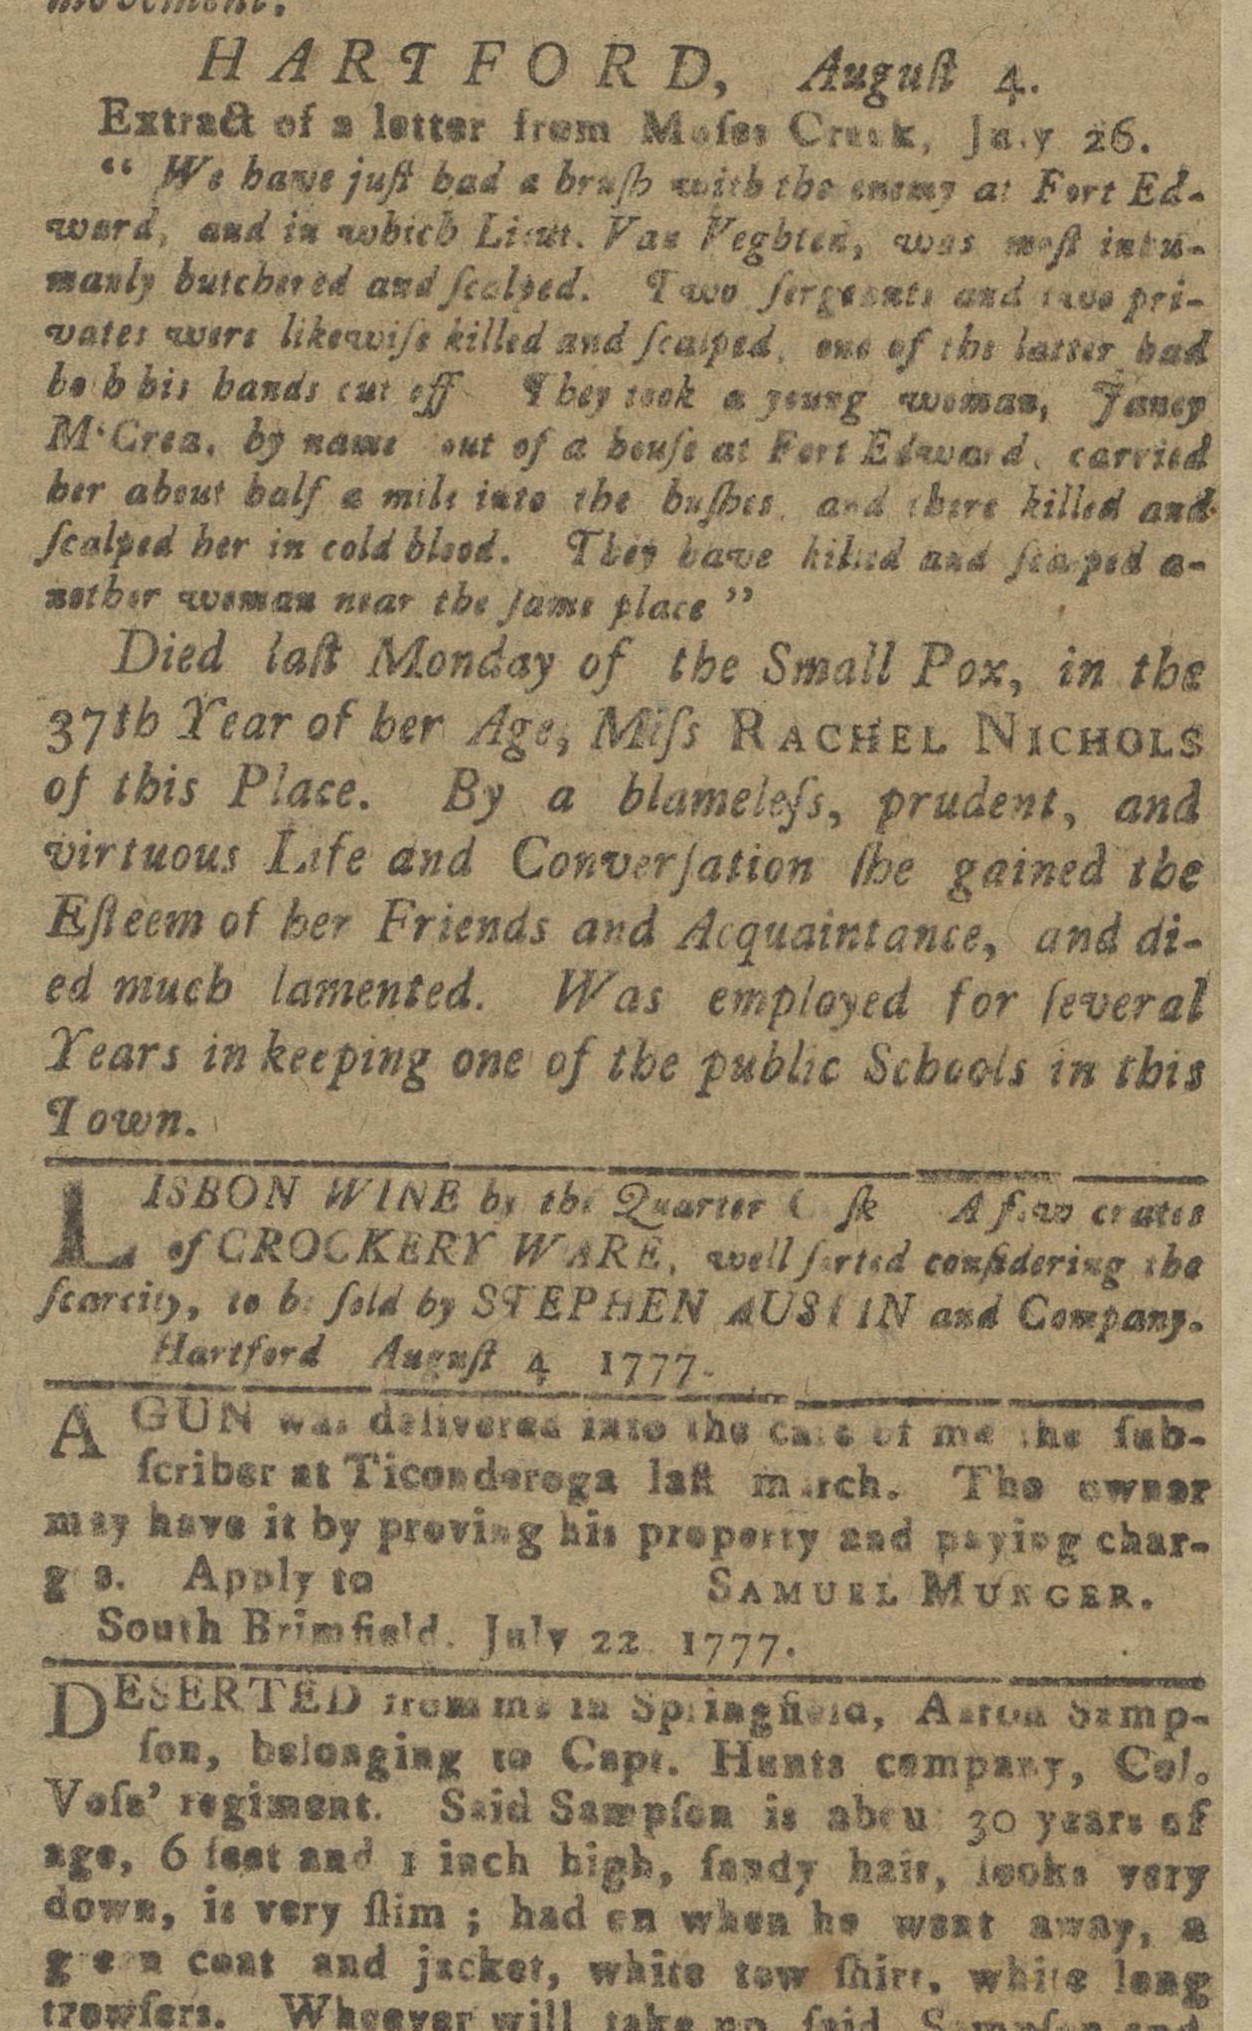 movement.
HARTFORD, Auguſt 4.
Extract of a letter from Moſes Creek, July 26.
“ We have juſt had a bruſh with the enemy at Fort Ed-
ward, and in which Lieut. Van Veghten, was moſt inhu-
manly butchered and ſcalped. Two ſergeants and two pri-
vates were likewiſe killed and ſcalped, one of the latter had
both his hands cut off They took a young woman, Janey
M‘Crea, by name out of a houſe at Fort Edward, carried
her about half a mile into the buſhes, and there killed and
ſcalped her in cold blood. They have killed and ſcalped a-
nother woman near the ſame place ”
Died laſt Monday of the Small Pox, in the
37th Year of her Age, Miſs RACHEL NICHOLS
of this Place. By a blameleſs, prudent, and
virtuous Life and Converſation ſhe gained the
Eſteem of her Friends and Acquaintance, and di-
ed much lamented. Was employed for ſeveral
Years in keeping one of the public Schools in this
Town.
LISBON WINE by the Quarter Caſk A few crates
of CROCKERY WARE, well ſorted conſidering the
ſcarcity, to be ſold by STEPHEN AUSTIN and Company.
Hartford Auguſt 4 1777.
A GUN was delivered into the care of me the ſub-
ſcriber at Ticonderoga laſt march. The owner
may have it by proving his property and paying char-
ges. Apply to SAMUEL MUNGER.
South Brimfield. July 22 1777.
DESERTED from me in Springfield, Aaron Samp-
ſon, belonging to Capt. Hunts company, Col.
Voſe’ regiment. Said Sampſon is about 30 years of
age, 6 feet and 1 inch high, ſandy hair, looks very
down, is very ſlim ; had on when he went away, a
green coat and jacket, white tow ſhirt, white long
trowſers. Whoever will take up ſaid Sampſon and